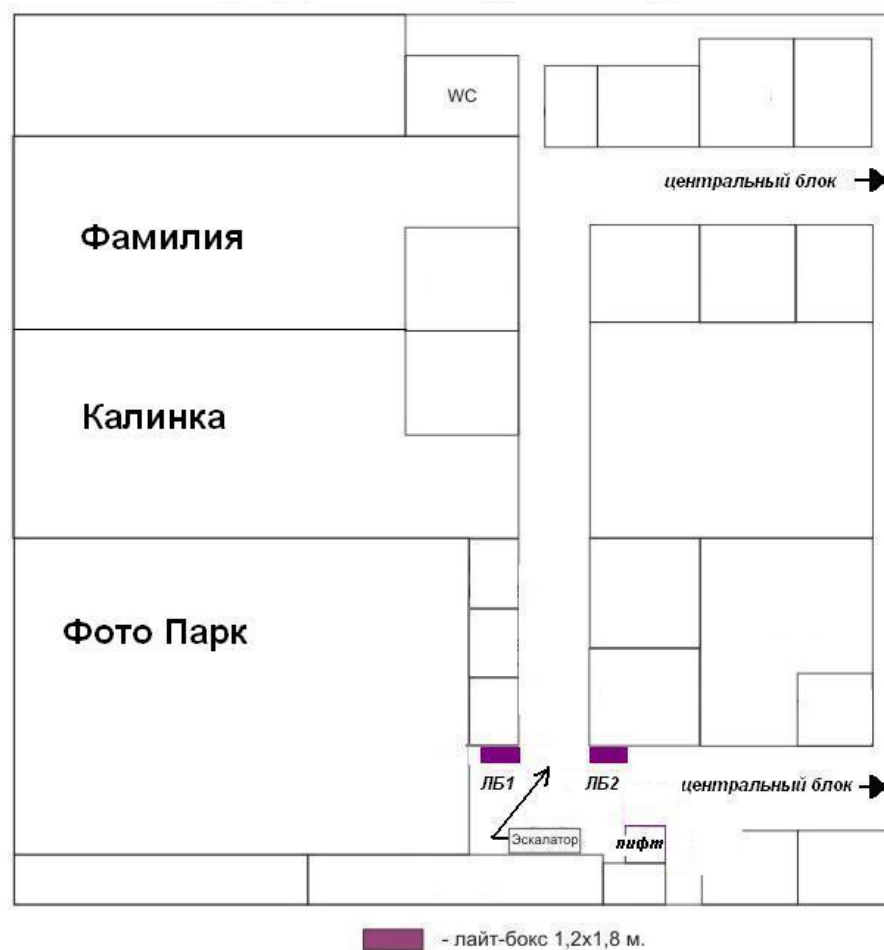 WC
центральный блок
Фамилия
Калинка
Фото Парк
ЛБ1
ЛБ2
центральный блок
Эскалатор
лифт
- лайт-бокс 1,2х1,8 м.